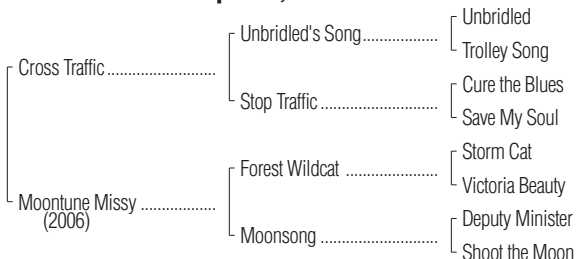 Unbridled
Unbridled's Song..................
Trolley Song
Cross Traffic ..........................
Cure the Blues
Stop Traffic ............................
Save My Soul
Storm Cat
Forest Wildcat ......................
Victoria Beauty
Moontune Missy ..................
(2006)
Deputy Minister
Moonsong ............................
Shoot the Moon